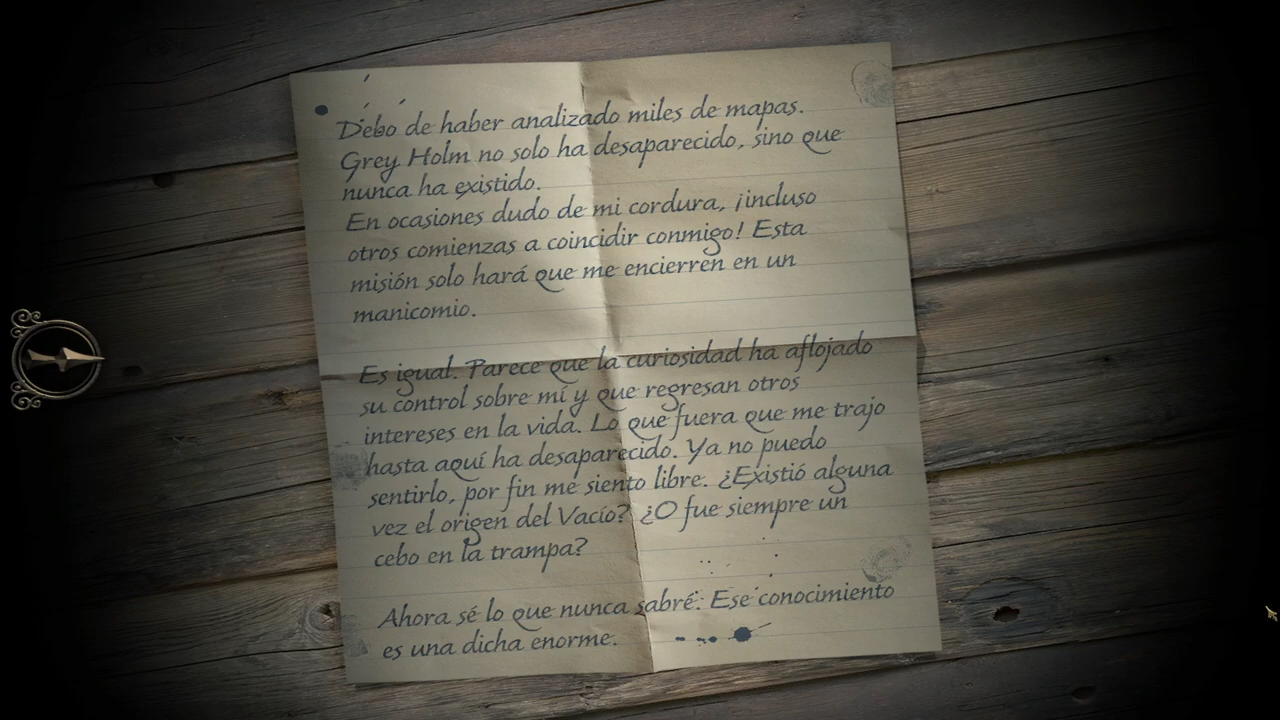 Debo de haber analizado miles de mapas.
Grey Holm no solo ha desaparecido, sino que
nunca ha existido.
En ocasiones dudo de mi cordura, ¡incluso
otros comienzas a coincidir conmigo! Esta
misión solo hará que me encierren en un
manicomio.
Es igual. Parece que la curiosidad ha aflojado
su control sobre mí y que regresan otros
intereses en la vida. Lo que fuera que me trajo
hasta aquí ha desaparecido. Ya no puedo
sentirlo, por fin me siento libre. ¿Existió alguna
vez el origen del Vacío? ¿O fue siempre un
cebo en la trampa?
Ahora sé lo que nunca sabré. Ese conocimiento
es una dicha enorme.